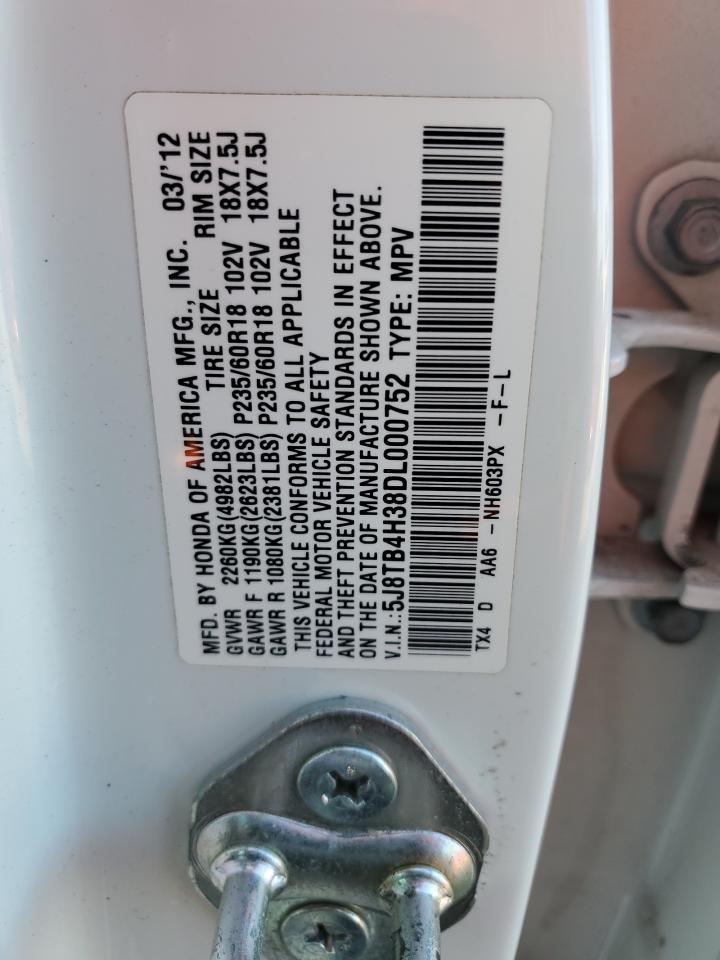 MFD. BY HONDA OF AMERICA MFG., INC. 03/'12
GVWR 2260KG(4982LBS) TIRE SIZE RIM SIZE
GAWR F 1190KG(2623LBS) P235/60R18 102V 18X7.5J
GAWR R 1080KG(2381LBS) P235/60R18 102V 18X7.5J
THIS VEHICLE CONFORMS TO ALL APPLICABLE
FEDERAL MOTOR VEHICLE SAFETY
AND THEFT PREVENTION STANDARDS IN EFFECT
ON THE DATE OF MANUFACTURE SHOWN ABOVE.
V.I.N.:5J8TB4H38DL000752 TYPE: MPV
TX4 D AA6 -NH603PX -F-L